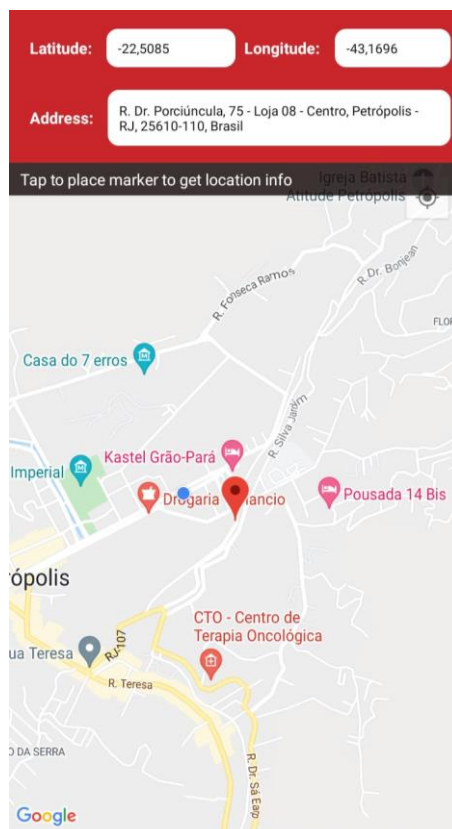 Latitude: -22,5085 Longitude: -43,1696
Address: R. Dr. Porciúncula, 75 - Loja 08 - Centro, Petrópolis -
RJ, 25610-110, Brasil
Tap to place marker to get location info
Igreja Batista
Atitude Petrópolis
R. Dr. Bonjean
R. Fonseca Ramos
FLO
Casa do 7 erros
R. Silva Jardim
Kastel Grão-Pará
Imperial
Drogaria
ancio
Pousada 14 Bis
ópolis
CTO - Centro de
Terapia Oncológica
RJ-107
ua Teresa
R. Teresa
O DA SERRA
R. Dr. Sá Earp
Google